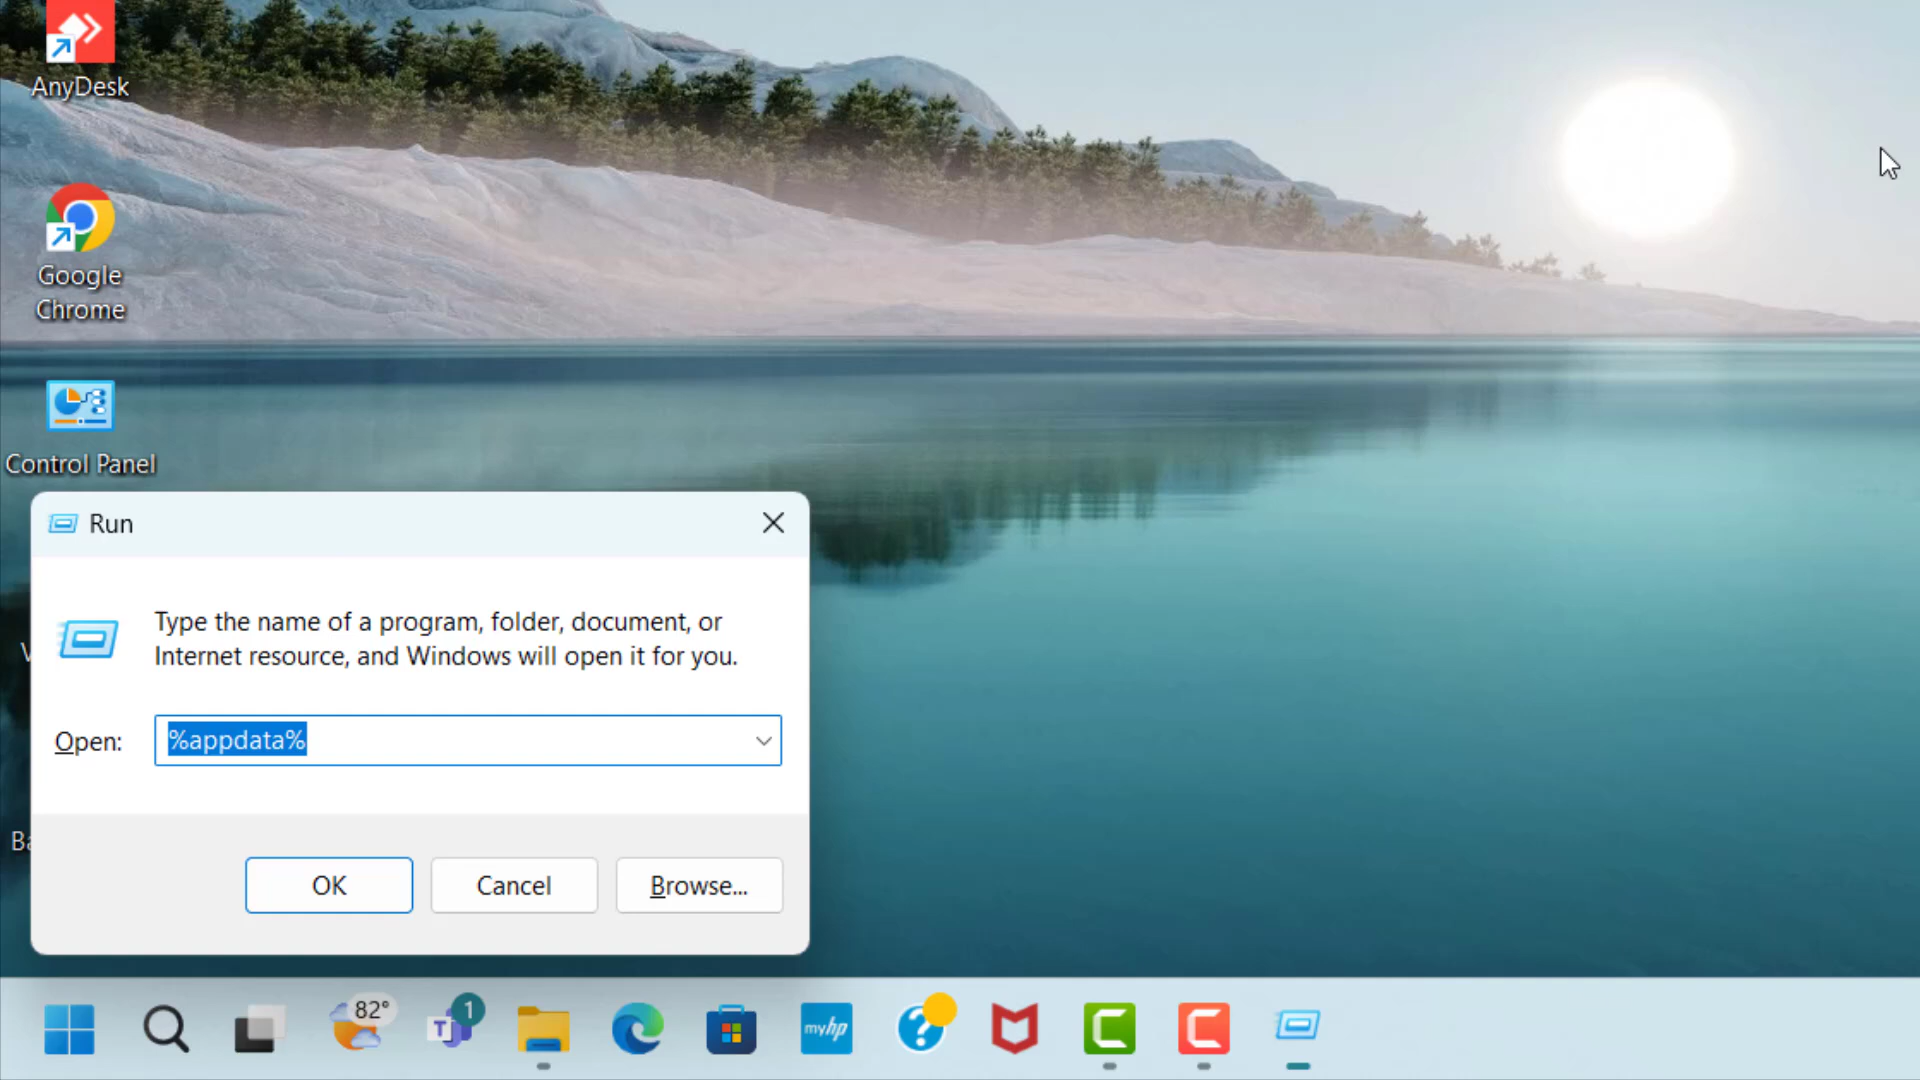 AnyDesk
Google
Chrome
Control Panel
Run
Type the name of a program, folder, document, or
Internet resource, and Windows will open it for you.
Open:
%appdata%
OK
Cancel
Browse...
82°
T
1
myhp
?